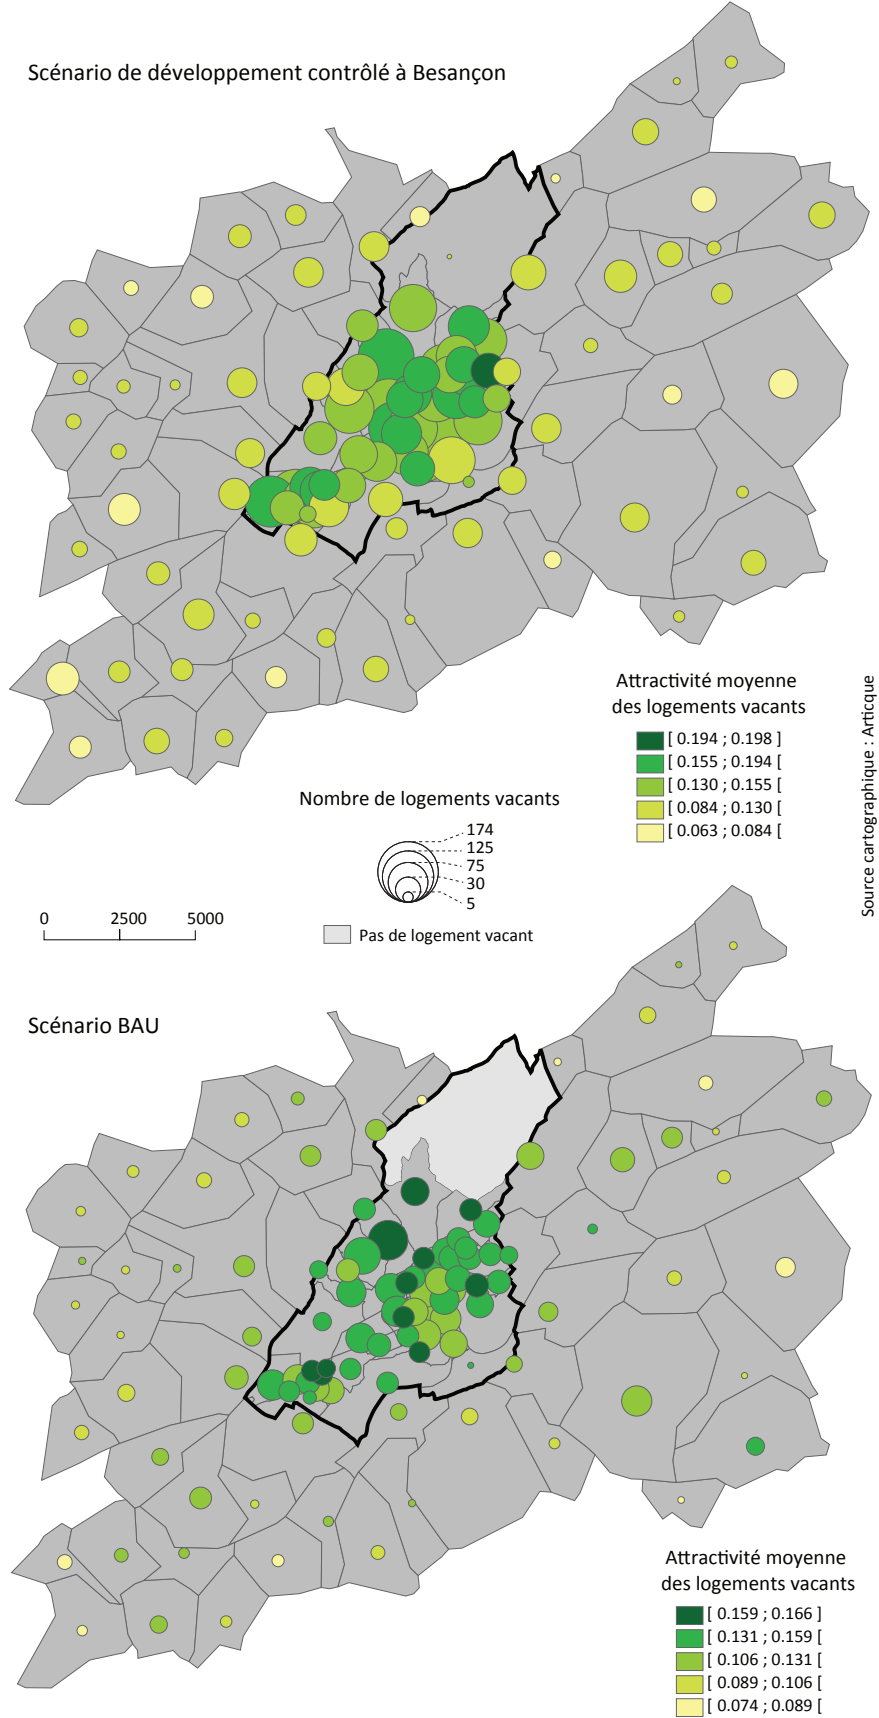 Scénario de développement contrôlé à Besançon
Attractivité moyenne
des logements vacants
[ 0.194 ; 0.198 ]
[ 0.155 ; 0.194 [
[ 0.130 ; 0.155 [
[ 0.084 ; 0.130 [
[ 0.063 ; 0.084 [
Source cartographique : Articque
Nombre de logements vacants
174
125
75
30
5
0 2500 5000
Pas de logement vacant
Scénario BAU
Attractivité moyenne
des logements vacants
[ 0.159 ; 0.166 ]
[ 0.131 ; 0.159 [
[ 0.106 ; 0.131 [
[ 0.089 ; 0.106 [
[ 0.074 ; 0.089 [